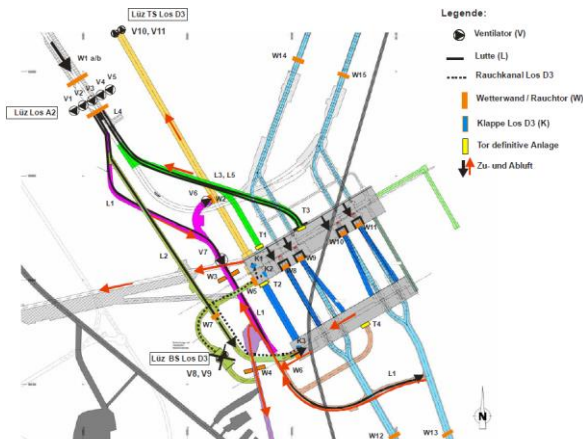 Lüz TS Los D3
V10, V11
W1 a/b
V5
V4
V3
V2
V1
Lüz Los A2
L4
W14
W15
L3, L5
V6
W2
L1
T3
T1
W11
W10
V7
L2
K1
K2
W9
W8
W3
W5
T2
L1
W7
T4
K3
Lüz BS Los D3
W4
W6
V8, V9
L1
W12
W13
N
Legende:
Ventilator (V)
Lutte (L)
Rauchkanal Los D3
Wetterwand / Rauchtor (W)
Klappe Los D3 (K)
Tor definitive Anlage
Zu- und Abluft